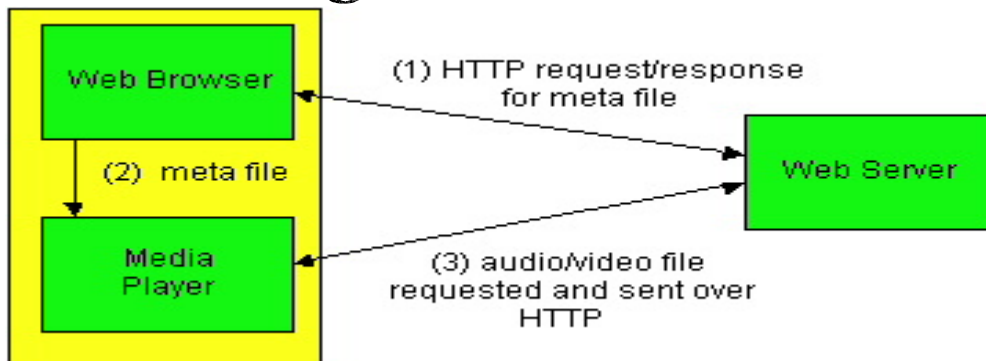 Web Browser
(1) HTTP request/response
for meta file
(2) meta file
Web Server
Media
Player
(3) audio/video file
requested and sent over
HTTP